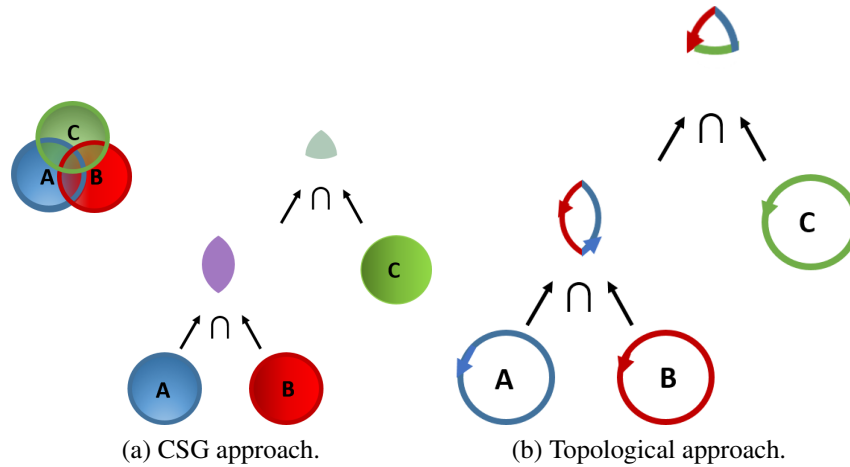 C
A B
∩
C
∩
A B
(a) CSG approach.
∩
C
∩
A B
(b) Topological approach.